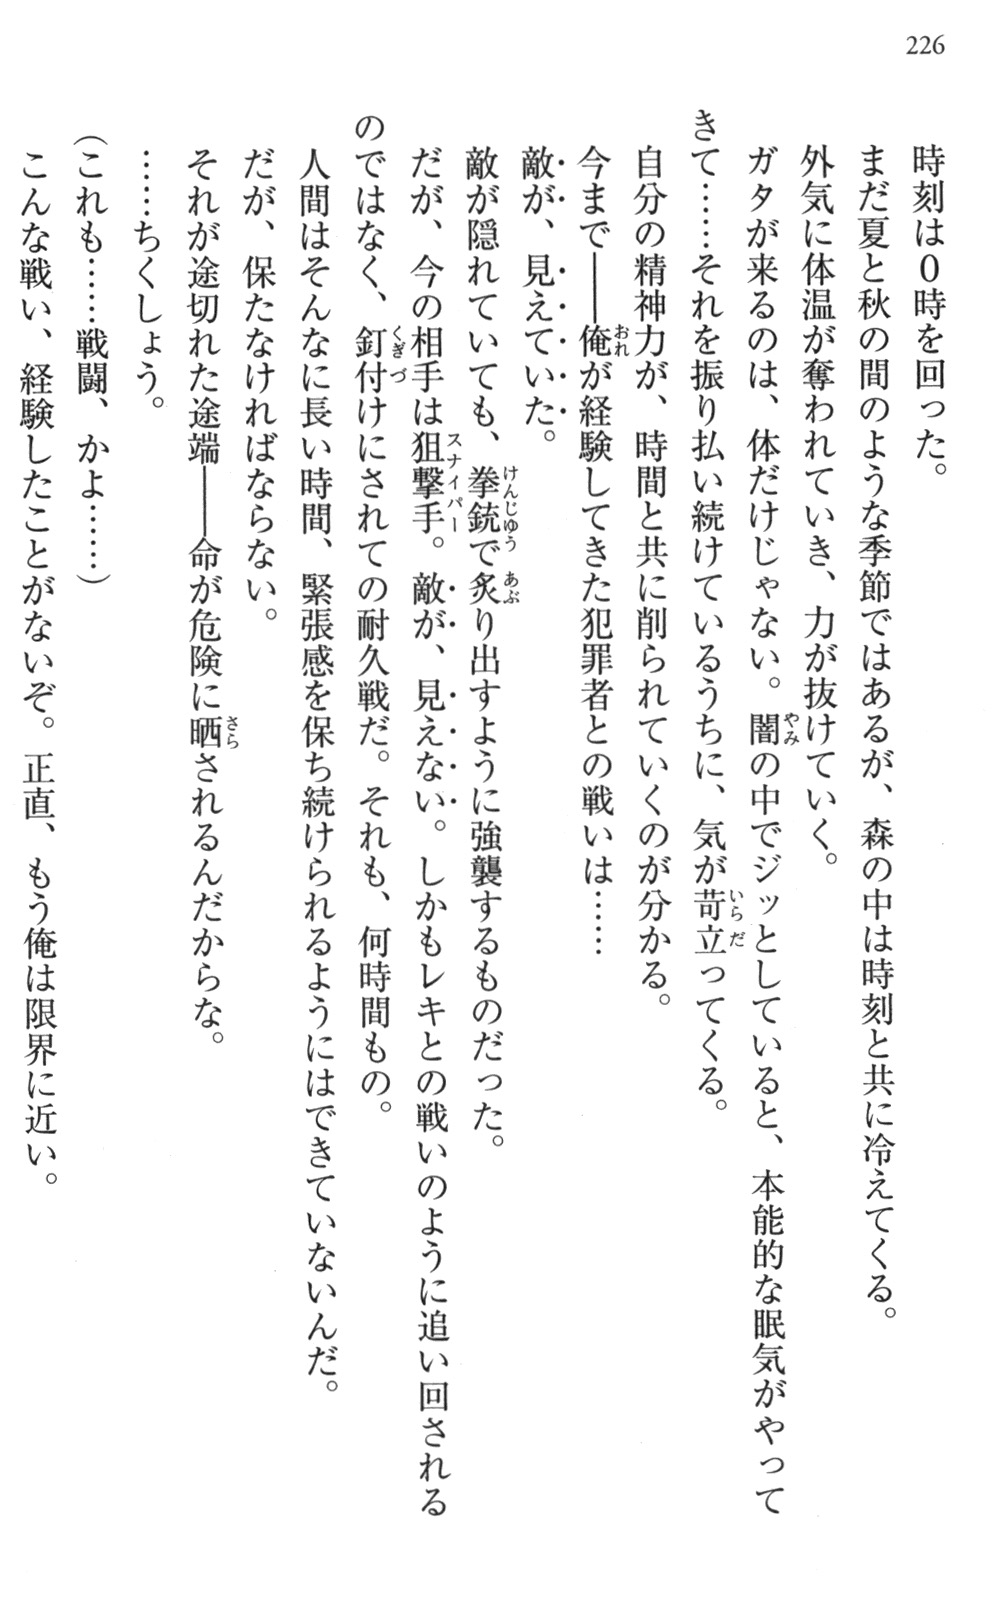 226
時刻は０時を回った。
まだ夏と秋の間のような季節ではあるが、森の中は時刻と共に冷えてくる。
外気に体温が奪われていき、力が抜けていく。
ガタが来るのは、体だけじゃない。闇の中でジッとしていると、本能的な眠気がやって
きて……それを振り払い続けているうちに、気が苛立ってくる。
自分の精神力が、時間と共に削られていくのが分かる。
今まで――俺が経験してきた犯罪者との戦いは……
敵が、見えていた。
敵が隠れていても、拳銃で炙り出すように強襲するものだった。
だが、今の相手は狙撃手。敵が、見えない。しかもレキとの戦いのように追い回される
のではなく、釘付けにされての耐久戦だ。それも、何時間もの。
人間はそんなに長い時間、緊張感を保ち続けられるようにはできていないんだ。
だが、保たなければならない。
それが途切れた途端――命が危険に晒されるんだからな。
……ちくしょう。
（これも……戦闘、かよ……）
こんな戦い、経験したことがないぞ。正直、もう俺は限界に近い。